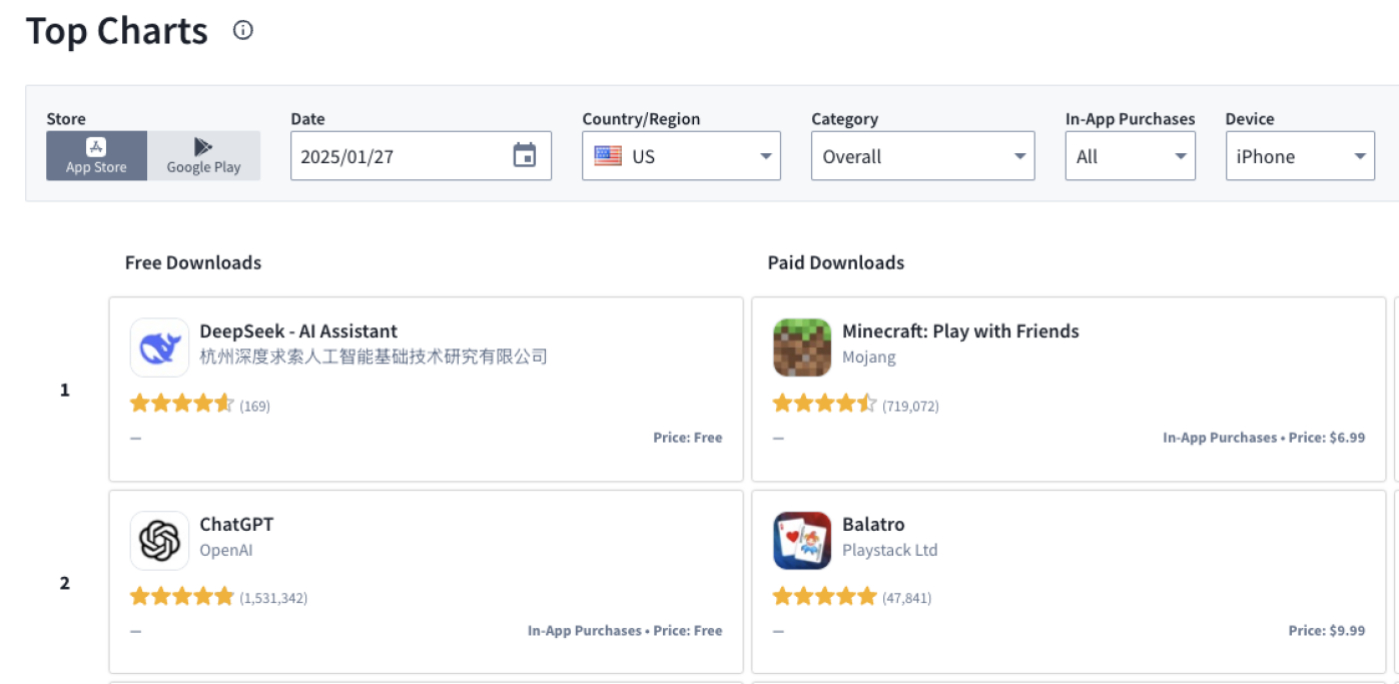 Top Charts
Store
App Store
Google Play
Date
2025/01/27
Country/Region
US
Category
Overall
In-App Purchases
All
Device
iPhone
Free Downloads
Paid Downloads
1
DeepSeek - AI Assistant
杭州深度求索人工智能基础技术研究有限公司
(169)
–
Price: Free
Minecraft: Play with Friends
Mojang
(719,072)
–
In-App Purchases • Price: $6.99
2
ChatGPT
OpenAI
(1,531,342)
–
In-App Purchases • Price: Free
Balatro
Playstack Ltd
(47,841)
–
Price: $9.99